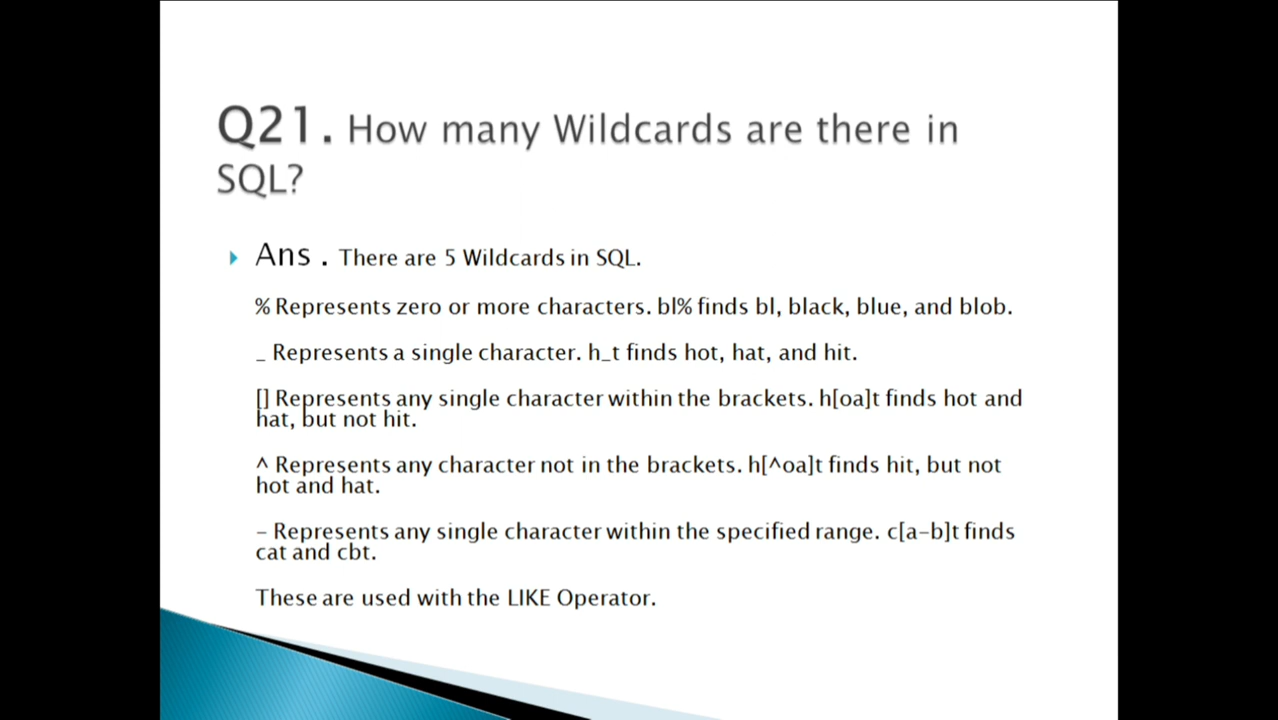 Q21. How many Wildcards are there in
SQL?
Ans . There are 5 Wildcards in SQL.
% Represents zero or more characters. bl% finds bl, black, blue, and blob.
_ Represents a single character. h_t finds hot, hat, and hit.
[] Represents any single character within the brackets. h[oa]t finds hot and
hat, but not hit.
^ Represents any character not in the brackets. h[^oa]t finds hit, but not
hot and hat.
- Represents any single character within the specified range. c[a-b]t finds
cat and cbt.
These are used with the LIKE Operator.